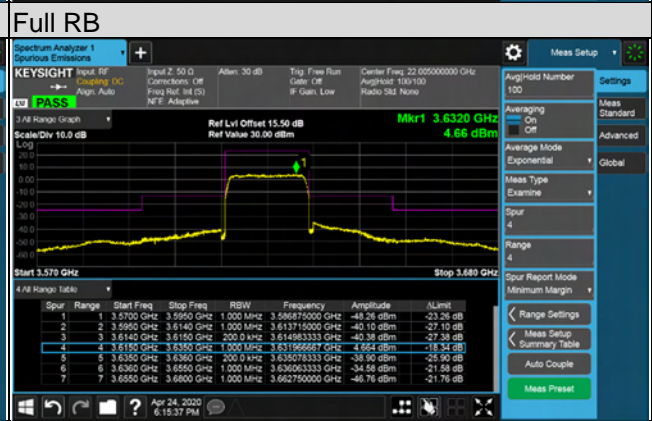 Full RB
Spectrum Analyzer 1
Spurious Emissions
Meas Setup
KEYSIGHT Input: RF
Coupling: DC
Align: Auto
Input Z: 50 Ω
Corrections: Off
Freq Ref: Int (S)
NFE: Adaptive
Atten: 30 dB
Trig: Free Run
Gate: Off
IF Gain: Low
Center Freq: 22.005000000 GHz
Avg|Hold: 100/100
Radio Std: None
LV PASS
3 All Range Graph
Ref Lvl Offset 15.50 dB
Mkr1 3.6320 GHz
Scale/Div 10.0 dB
Ref Value 30.00 dBm
4.66 dBm
Log
20.0
10.0
0.00
-10.0
-20.0
-30.0
-40.0
-50.0
-60.0
1
Start 3.570 GHz
Stop 3.680 GHz
4 All Range Table
Spur Range Start Freq Stop Freq RBW Frequency Amplitude ΔLimit
1 1 3.5700 GHz 3.5950 GHz 1.000 MHz 3.586875000 GHz -48.26 dBm -23.26 dB
2 2 3.5950 GHz 3.6140 GHz 1.000 MHz 3.613715000 GHz -40.10 dBm -27.10 dB
3 3 3.6140 GHz 3.6150 GHz 200.0 kHz 3.614983333 GHz -40.38 dBm -27.38 dB
4 4 3.6150 GHz 3.6350 GHz 1.000 MHz 3.631966667 GHz 4.664 dBm -18.34 dB
5 5 3.6350 GHz 3.6360 GHz 200.0 kHz 3.635078333 GHz -38.90 dBm -25.90 dB
6 6 3.6360 GHz 3.6550 GHz 1.000 MHz 3.636063333 GHz -34.58 dBm -21.58 dB
7 7 3.6550 GHz 3.6800 GHz 1.000 MHz 3.662750000 GHz -46.76 dBm -21.76 dB
Avg|Hold Number
100
Averaging
On
Off
Average Mode
Exponential
Meas Type
Examine
Spur
4
Range
4
Spur Report Mode
Minimum Margin
Range Settings
Meas Setup
Summary Table
Auto Couple
Meas Preset
Settings
Meas
Standard
Advanced
Global
?
Apr 24, 2020
6:15:37 PM